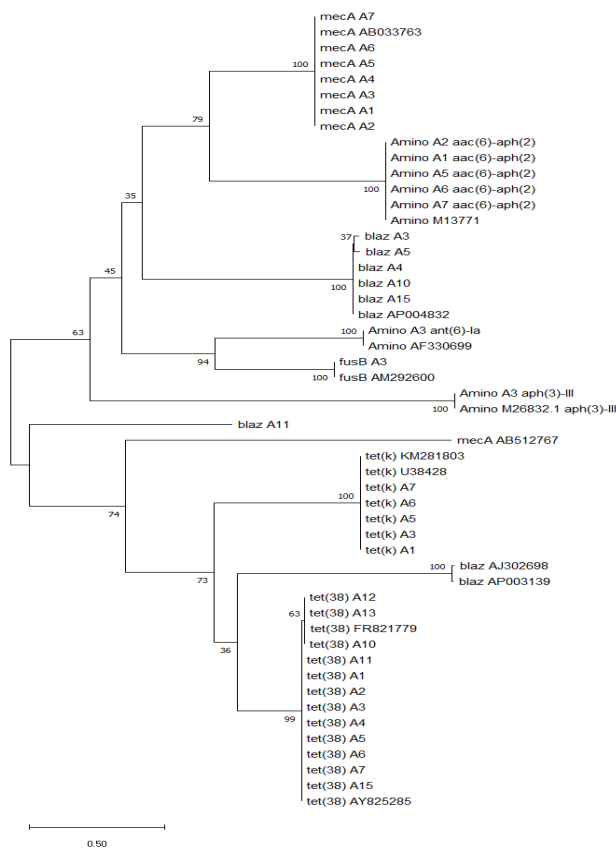 mecA A7
mecA AB033763
mecA A6
mecA A5
100
mecA A4
mecA A3
mecA A1
mecA A2
79
Amino A2 aac(6)-aph(2)
Amino A1 aac(6)-aph(2)
Amino A5 aac(6)-aph(2)
Amino A6 aac(6)-aph(2)
100
Amino A7 aac(6)-aph(2)
Amino M13771
35
37
blaz A3
blaz A5
blaz A4
100
blaz A10
blaz A15
blaz AP004832
45
100
Amino A3 ant(6)-Ia
Amino AF330699
94
fusB A3
100
fusB AM292600
63
Amino A3 aph(3)-III
100
Amino M26832.1 aph(3)-III
blaz A11
mecA AB512767
74
tet(k) KM281803
tet(k) U38428
tet(k) A7
100
tet(k) A6
tet(k) A5
tet(k) A3
tet(k) A1
73
100
blaz AJ302698
blaz AP003139
36
tet(38) A12
63
tet(38) A13
tet(38) FR821779
tet(38) A10
tet(38) A11
tet(38) A1
tet(38) A2
tet(38) A3
99
tet(38) A4
tet(38) A5
tet(38) A6
tet(38) A7
tet(38) A15
tet(38) AY825285
0.50